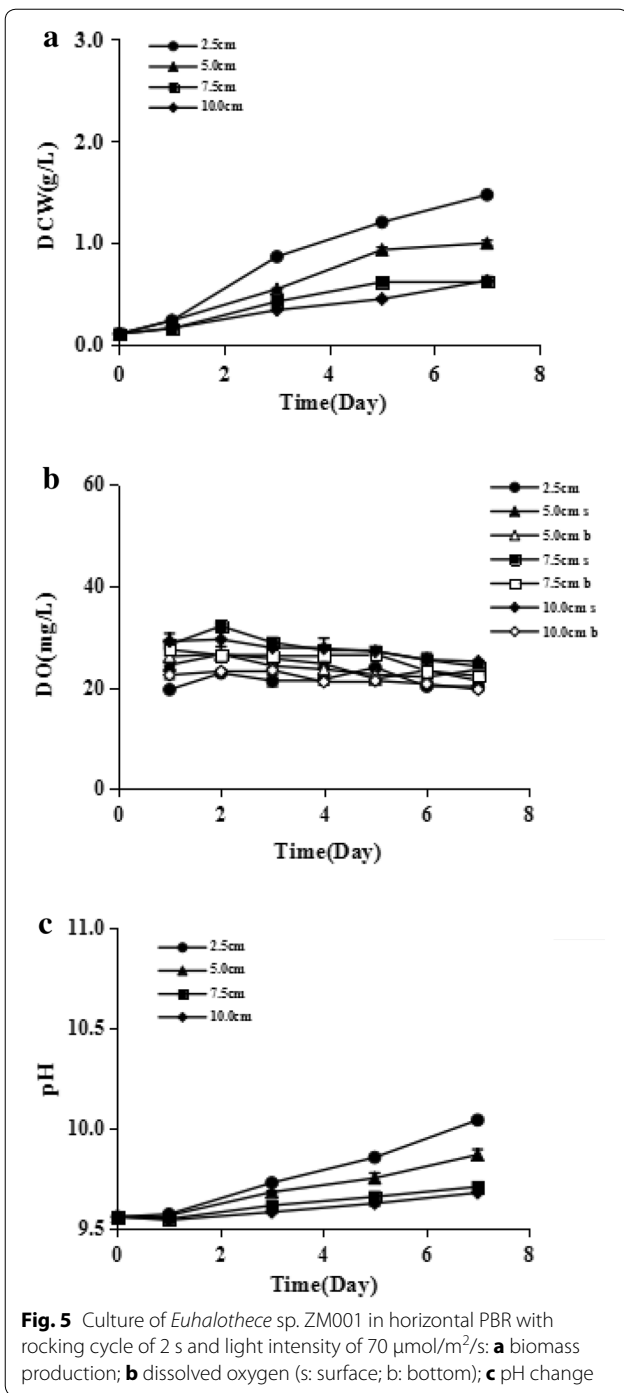 a
3.0
2.0
1.0
0.0
DCW(g/L)
2.5cm
5.0cm
7.5cm
10.0cm
0 2 4 6 8
Time(Day)
b
60
40
20
0
DO(mg/L)
2.5cm
5.0cm s
5.0cm b
7.5cm s
7.5cm b
10.0cm s
10.0cm b
0 2 4 6 8
Time(Day)
c
11.0
10.5
10.0
9.5
pH
2.5cm
5.0cm
7.5cm
10.0cm
0 2 4 6 8
Time(Day)
Fig. 5 Culture of Euhalothece sp. ZM001 in horizontal PBR with
rocking cycle of 2 s and light intensity of 70 μmol/m²/s: a biomass
production; b dissolved oxygen (s: surface; b: bottom); c pH change